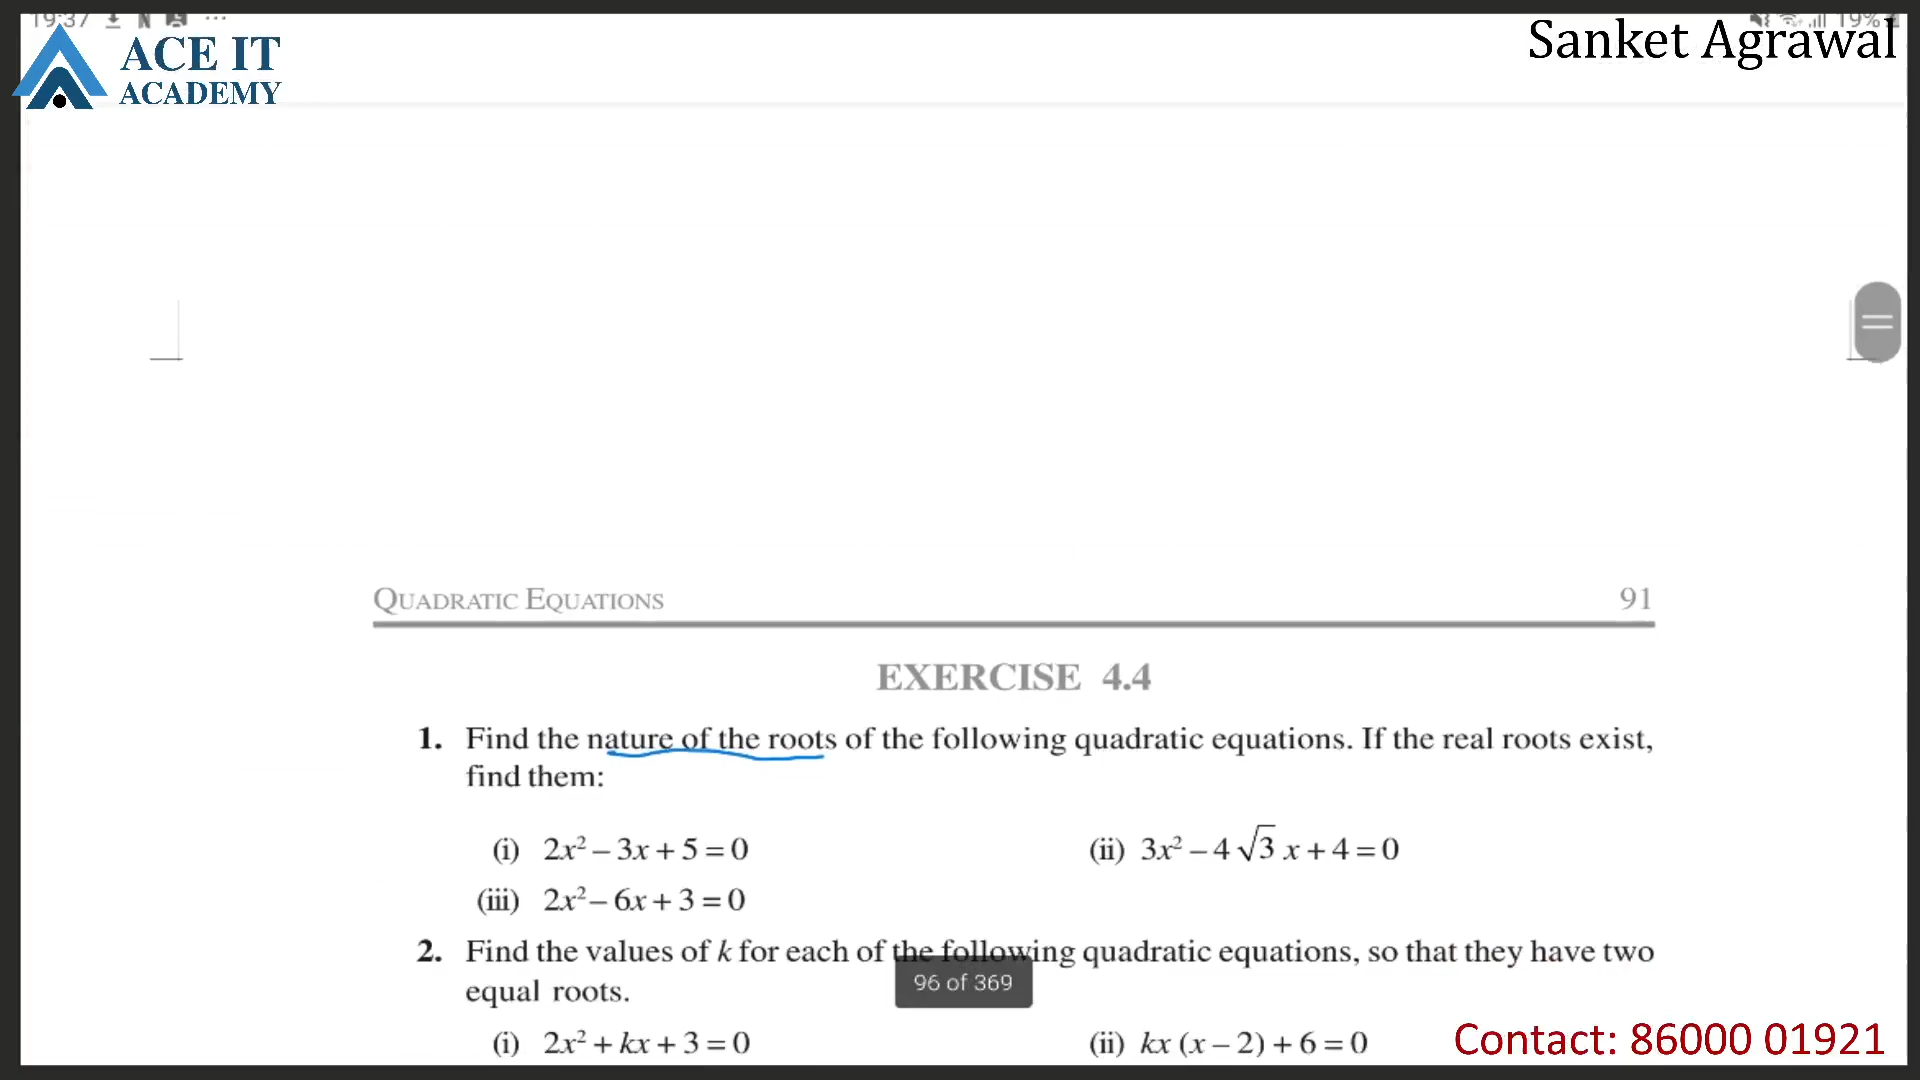 19:37
19%
ACE IT
ACADEMY
Sanket Agrawal
QUADRATIC EQUATIONS 91
EXERCISE 4.4
1. Find the nature of the roots of the following quadratic equations. If the real roots exist,
find them:
(i) 2x² – 3x + 5 = 0 (ii) 3x² – 4√3 x + 4 = 0
(iii) 2x² – 6x + 3 = 0
2. Find the values of k for each of the following quadratic equations, so that they have two
equal roots.
96 of 369
(i) 2x² + kx + 3 = 0 (ii) kx (x – 2) + 6 = 0
Contact: 86000 01921